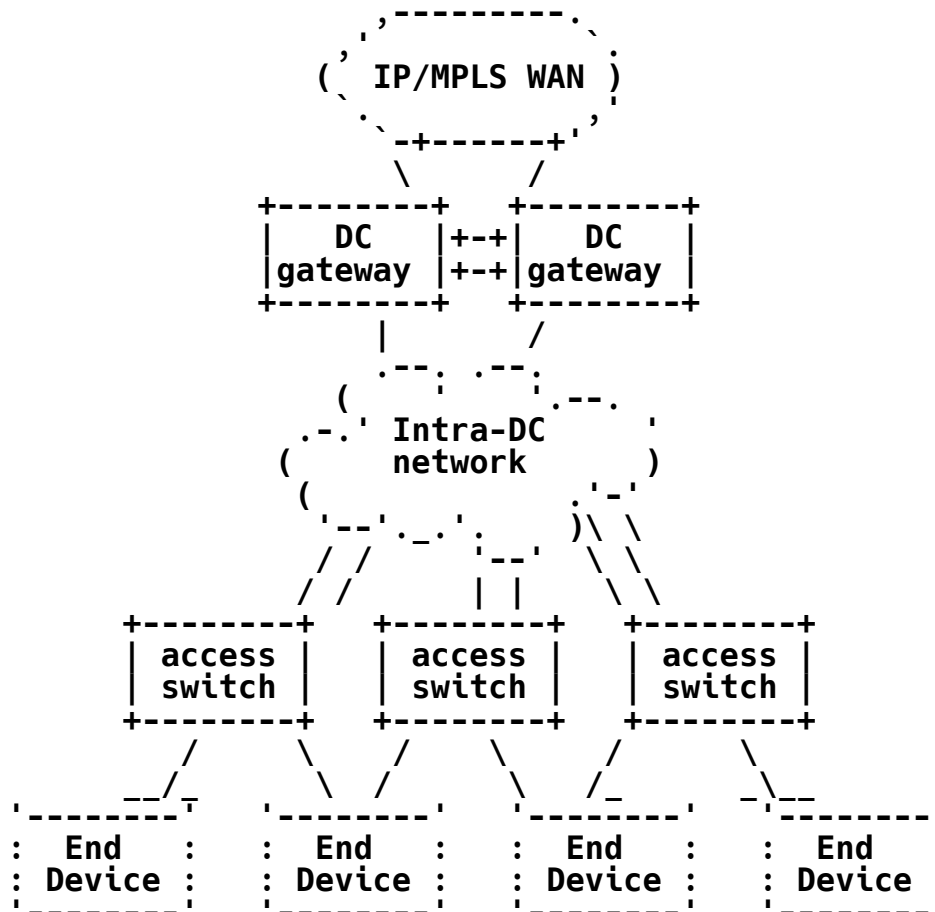 IP/MPLS WAN
DC DC
gateway gateway
Intra-DC
network
access access access
switch switch switch
End End End End
Device Device Device Device